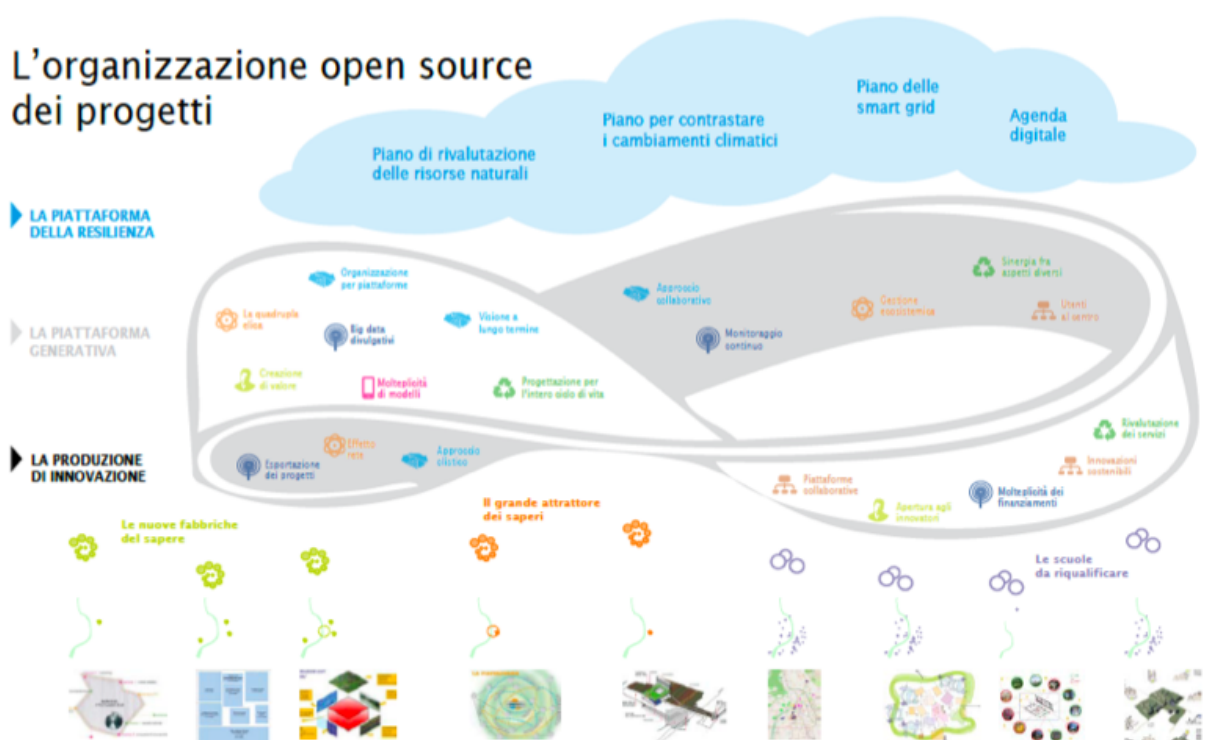 L'organizzazione open source
dei progetti
Piano delle
smart grid
Piano per contrastare
i cambiamenti climatici
Agenda
digitale
Piano di rivalutazione
delle risorse naturali
LA PIATTAFORMA
DELLA RESILIENZA
LA PIATTAFORMA
GENERATIVA
LA PRODUZIONE
DI INNOVAZIONE
Organizzazione
per piattaforme
La quadrupla
elica
Big data
divulgativi
Visione a
lungo termine
Creazione
di valore
Molteplicità
di modelli
Progettazione per
l'intero ciclo di vita
Approccio
collaborativo
Monitoraggio
continuo
Gestione
ecosistemica
Sinergia fra
aspetti diversi
Utenti
al centro
Esportazione
dei progetti
Effetto
rete
Approccio
olistico
Rivalutazione
dei servizi
Innovazioni
sostenibili
Piattaforme
collaborative
Apertura agli
innovatori
Molteplicità dei
finanziamenti
Le nuove fabbriche
del sapere
Il grande attrattore
dei saperi
Le scuole
da riqualificare